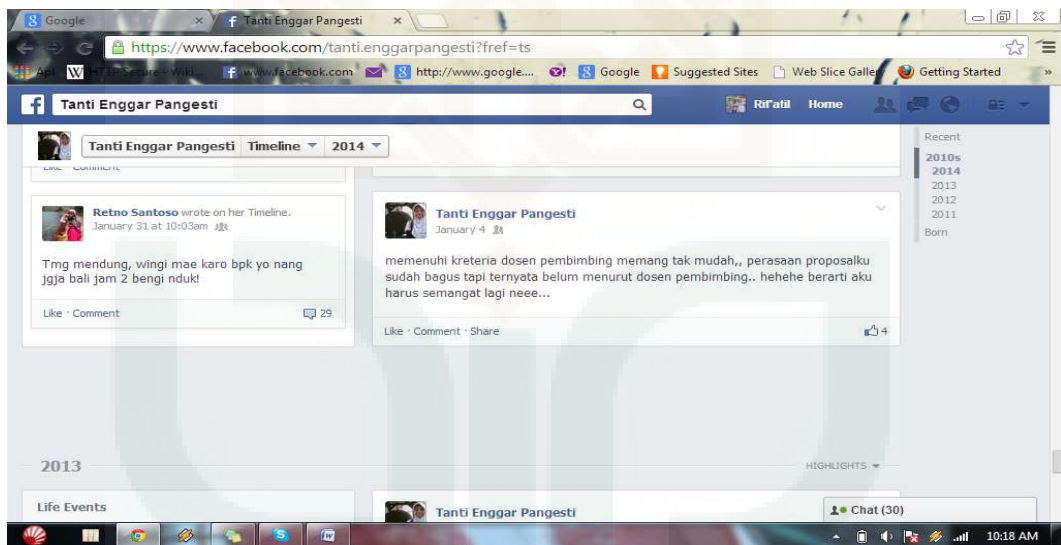 Google
Tanti Enggar Pangesti
https://www.facebook.com/tanti.enggarpangesti?fref=ts
www.facebook.com
http://www.google....
Google
Suggested Sites
Web Slice Galler
Getting Started
»
Tanti Enggar Pangesti
Rif'atil
Home
Tanti Enggar Pangesti Timeline 2014
Recent
2010s
2014
2013
2012
2011
Born
Like · Comment
Retno Santoso wrote on her Timeline.
January 31 at 10:03am
Tmg mendung, wingi mae karo bpk yo nang
jgja bali jam 2 bengi nduk!
Like · Comment 29
Tanti Enggar Pangesti
January 4
memenuhi kreteria dosen pembimbing memang tak mudah,, perasaan proposalku
sudah bagus tapi ternyata belum menurut dosen pembimbing.. hehehe berarti aku
harus semangat lagi neee...
Like · Comment · Share 4
2013
HIGHLIGHTS
Life Events
Tanti Enggar Pangesti
Chat (30)
10:18 AM